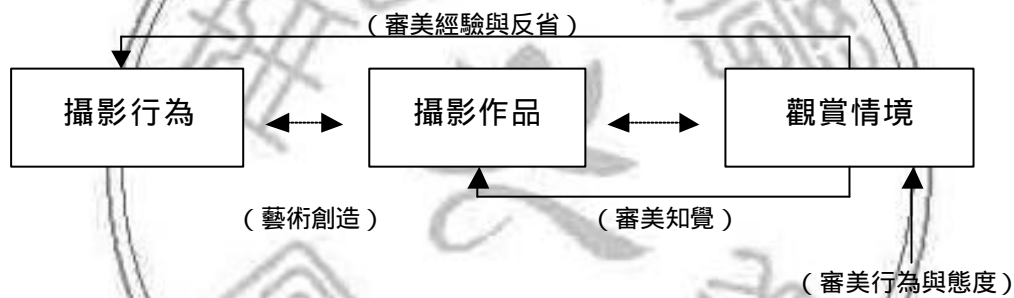 （審美經驗與反省）
攝影行為 攝影作品 觀賞情境
（藝術創造） （審美知覺）
（審美行為與態度）